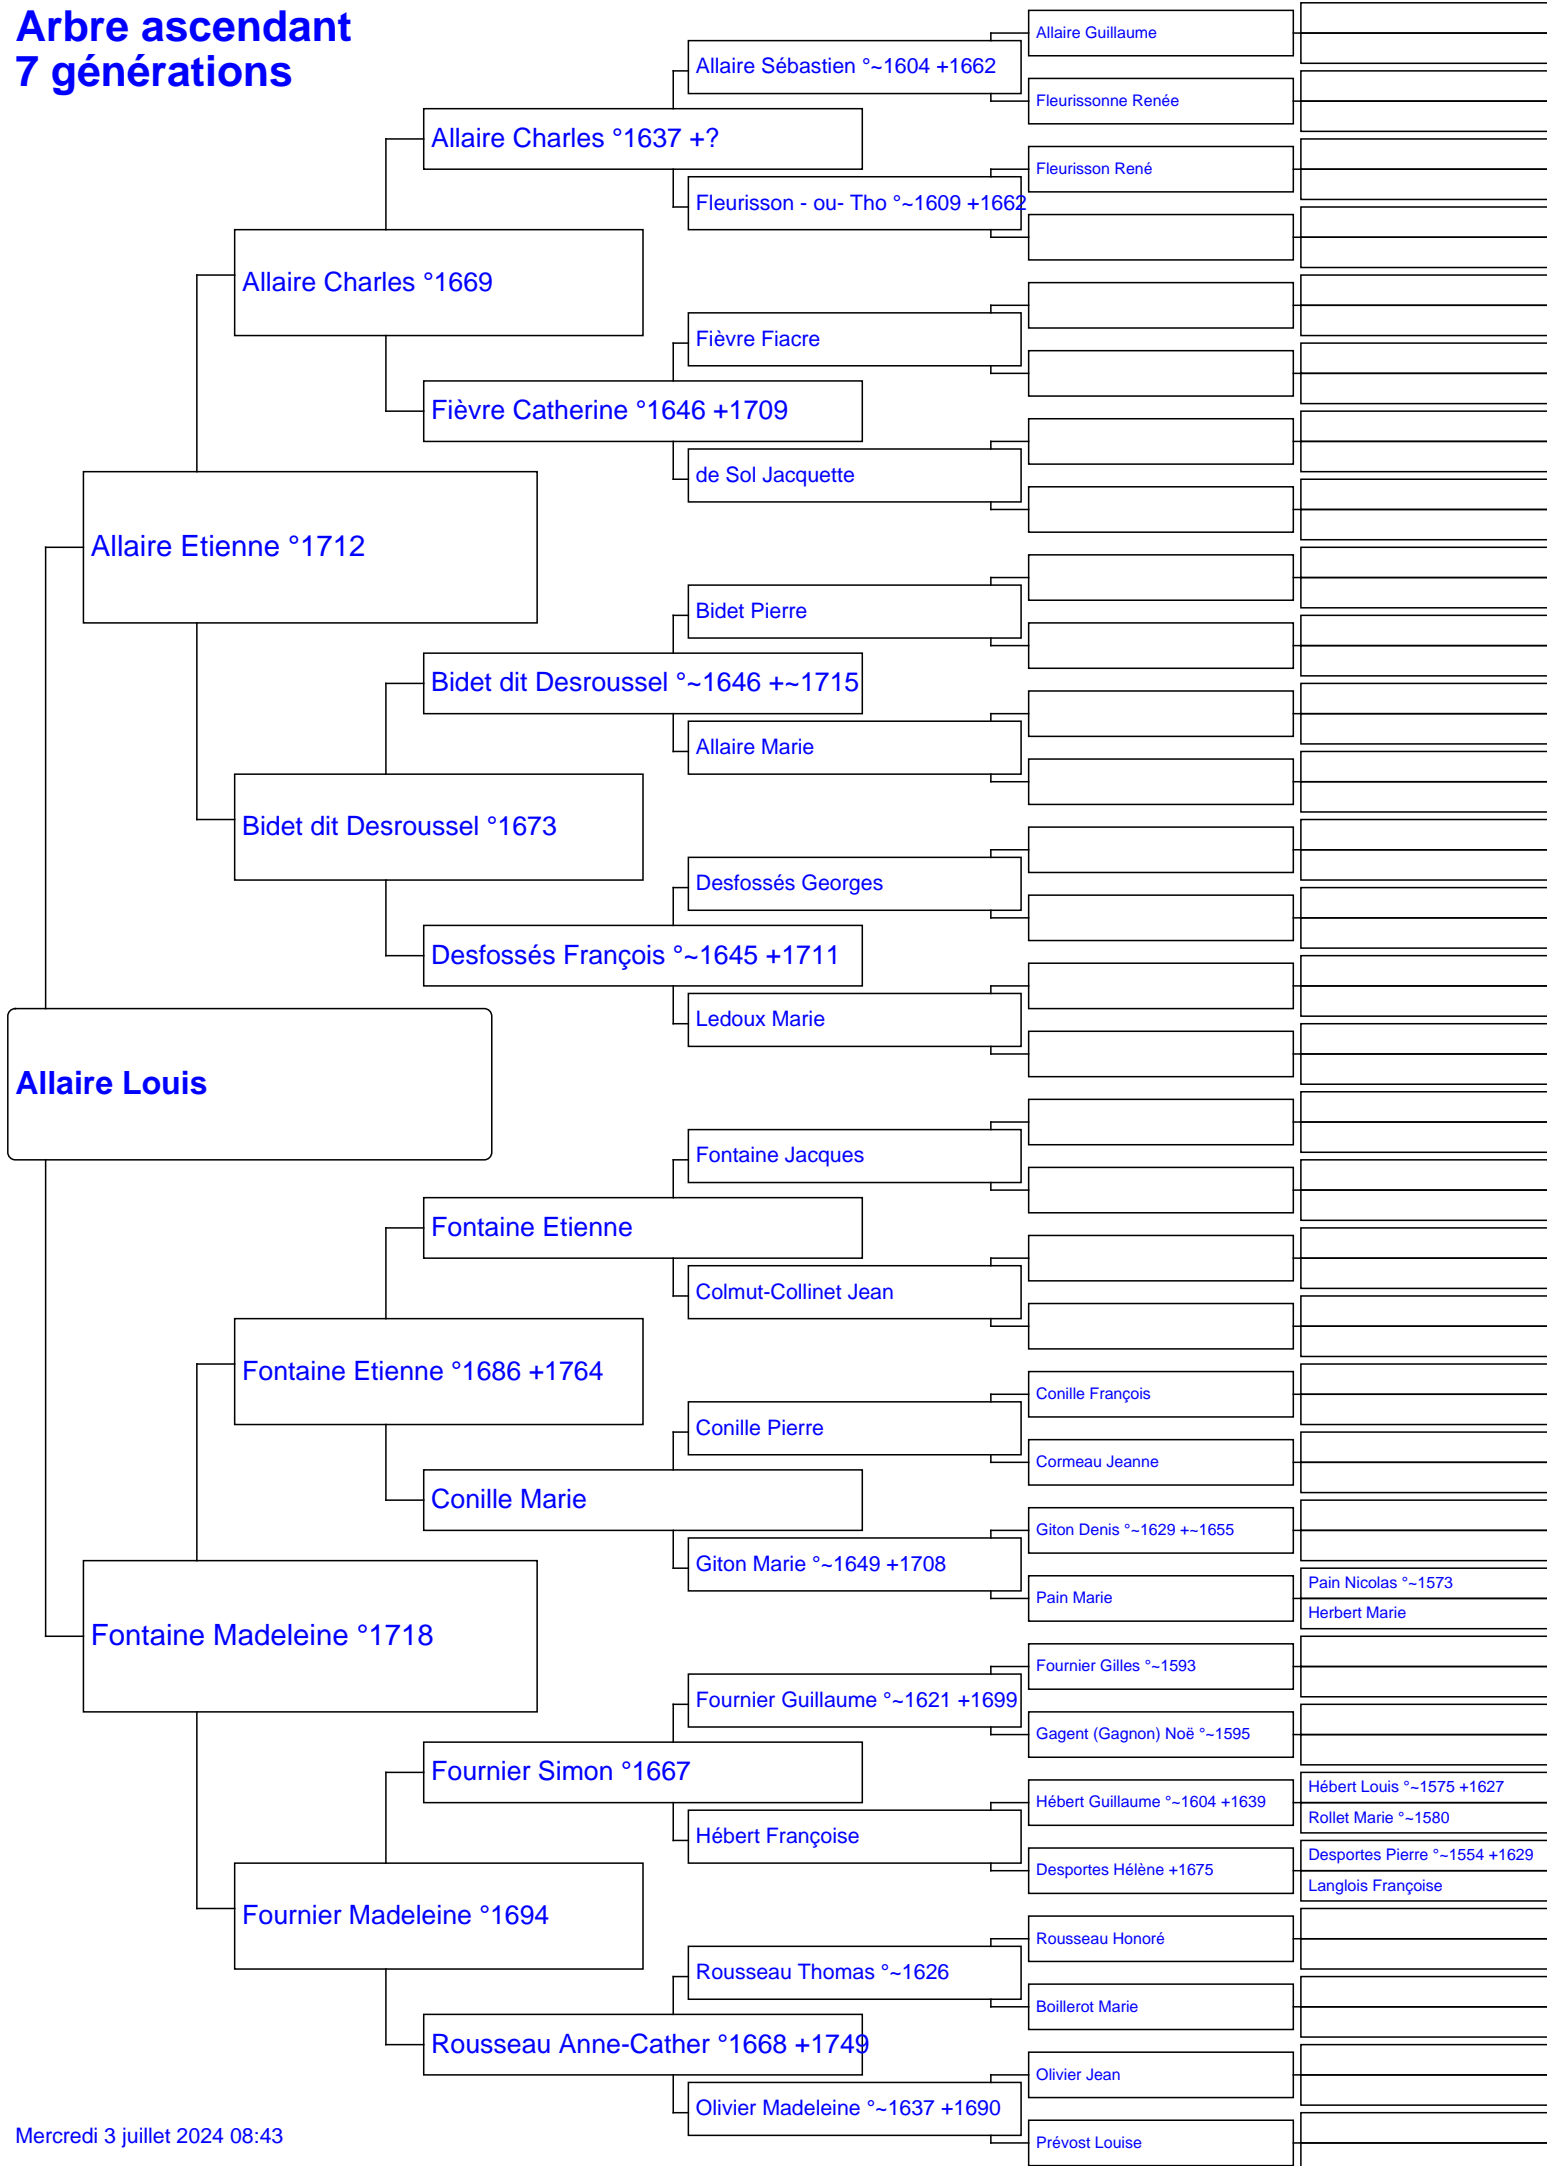 Arbre ascendant
7 générations
Allaire Guillaume
Allaire Sébastien °~1604 +1662
Fleurissonne Renée
Allaire Charles °1637 +?
Fleurisson René
Fleurisson - ou- Tho °~1609 +1662
Allaire Charles °1669
Fièvre Fiacre
Fièvre Catherine °1646 +1709
de Sol Jacquette
Allaire Etienne °1712
Bidet Pierre
Bidet dit Desroussel °~1646 +~1715
Allaire Marie
Bidet dit Desroussel °1673
Desfossés Georges
Desfossés François °~1645 +1711
Ledoux Marie
Allaire Louis
Fontaine Jacques
Fontaine Etienne
Colmut-Collinet Jean
Fontaine Etienne °1686 +1764
Conille François
Conille Pierre
Cormeau Jeanne
Conille Marie
Giton Denis °~1629 +~1655
Giton Marie °~1649 +1708
Pain Nicolas °~1573
Pain Marie
Herbert Marie
Fontaine Madeleine °1718
Fournier Gilles °~1593
Fournier Guillaume °~1621 +1699
Gagent (Gagnon) Noë °~1595
Fournier Simon °1667
Hébert Louis °~1575 +1627
Hébert Guillaume °~1604 +1639
Rollet Marie °~1580
Hébert Françoise
Desportes Pierre °~1554 +1629
Desportes Hélène +1675
Langlois Françoise
Fournier Madeleine °1694
Rousseau Honoré
Rousseau Thomas °~1626
Boillerot Marie
Rousseau Anne-Cather °1668 +1749
Olivier Jean
Olivier Madeleine °~1637 +1690
Prévost Louise
Mercredi 3 juillet 2024 08:43